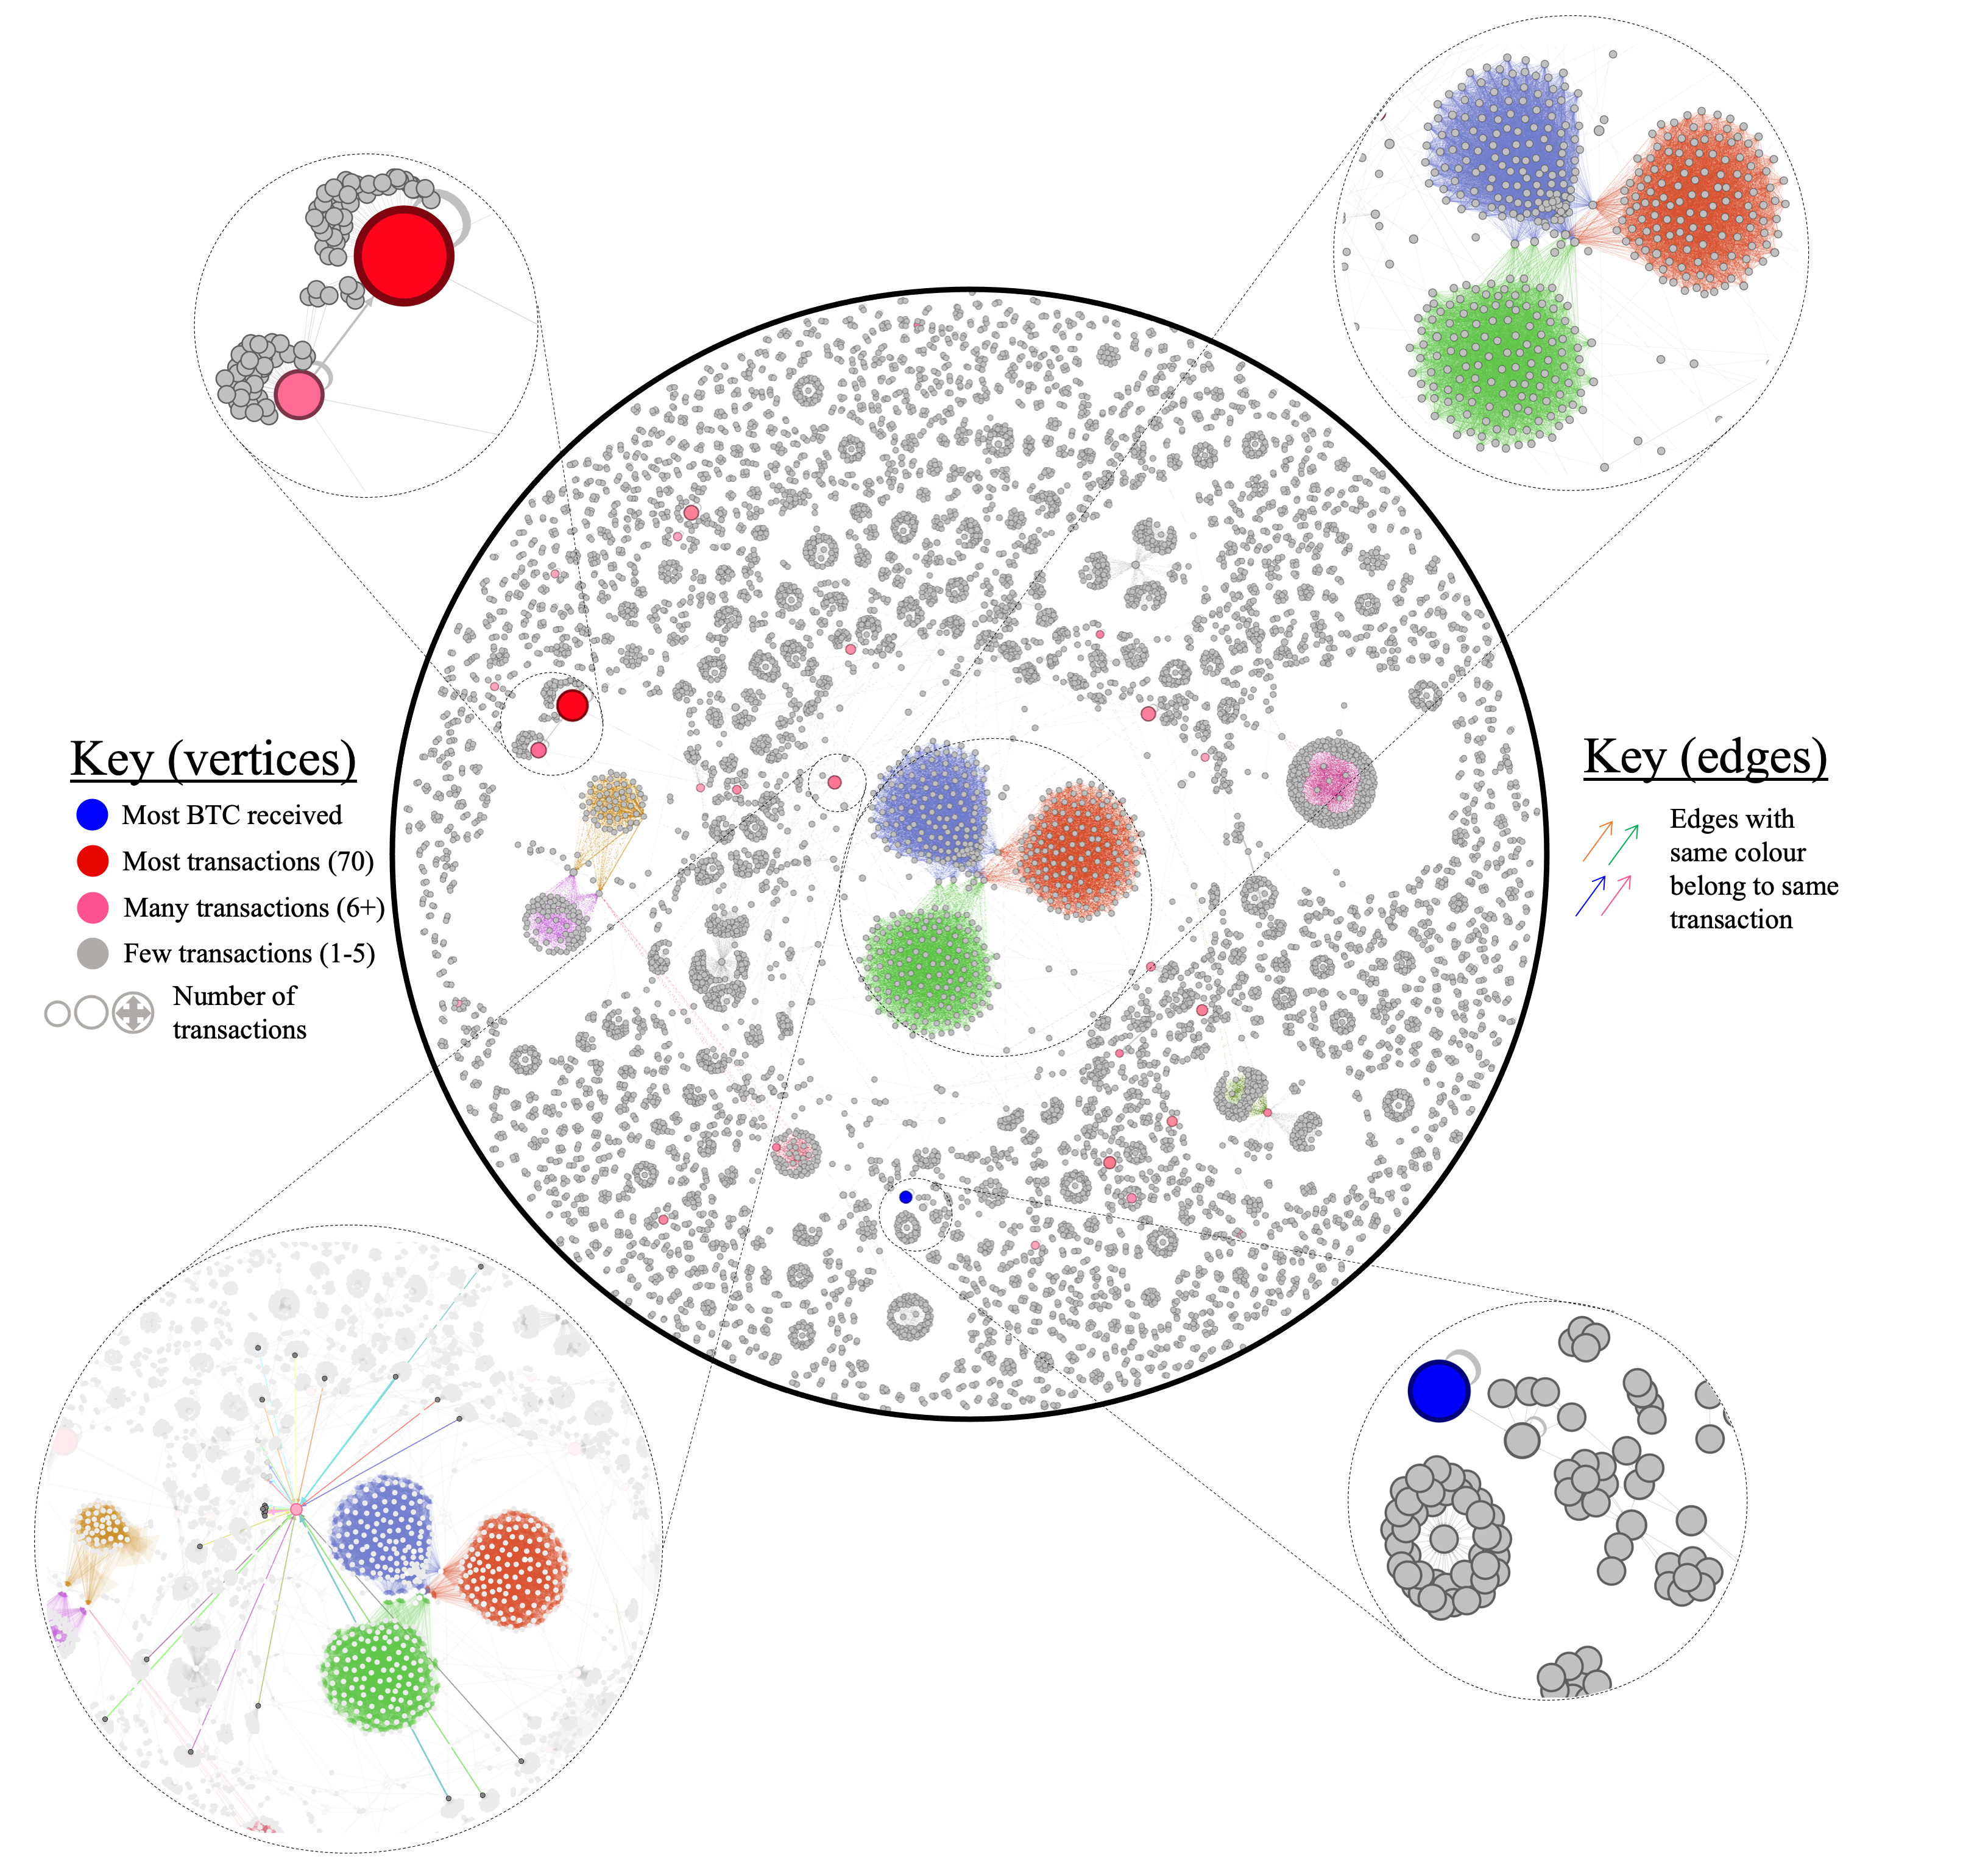 Key (vertices)
Most BTC received
Most transactions (70)
Many transactions (6+)
Few transactions (1-5)
Number of
transactions
Key (edges)
Edges with
same colour
belong to same
transaction